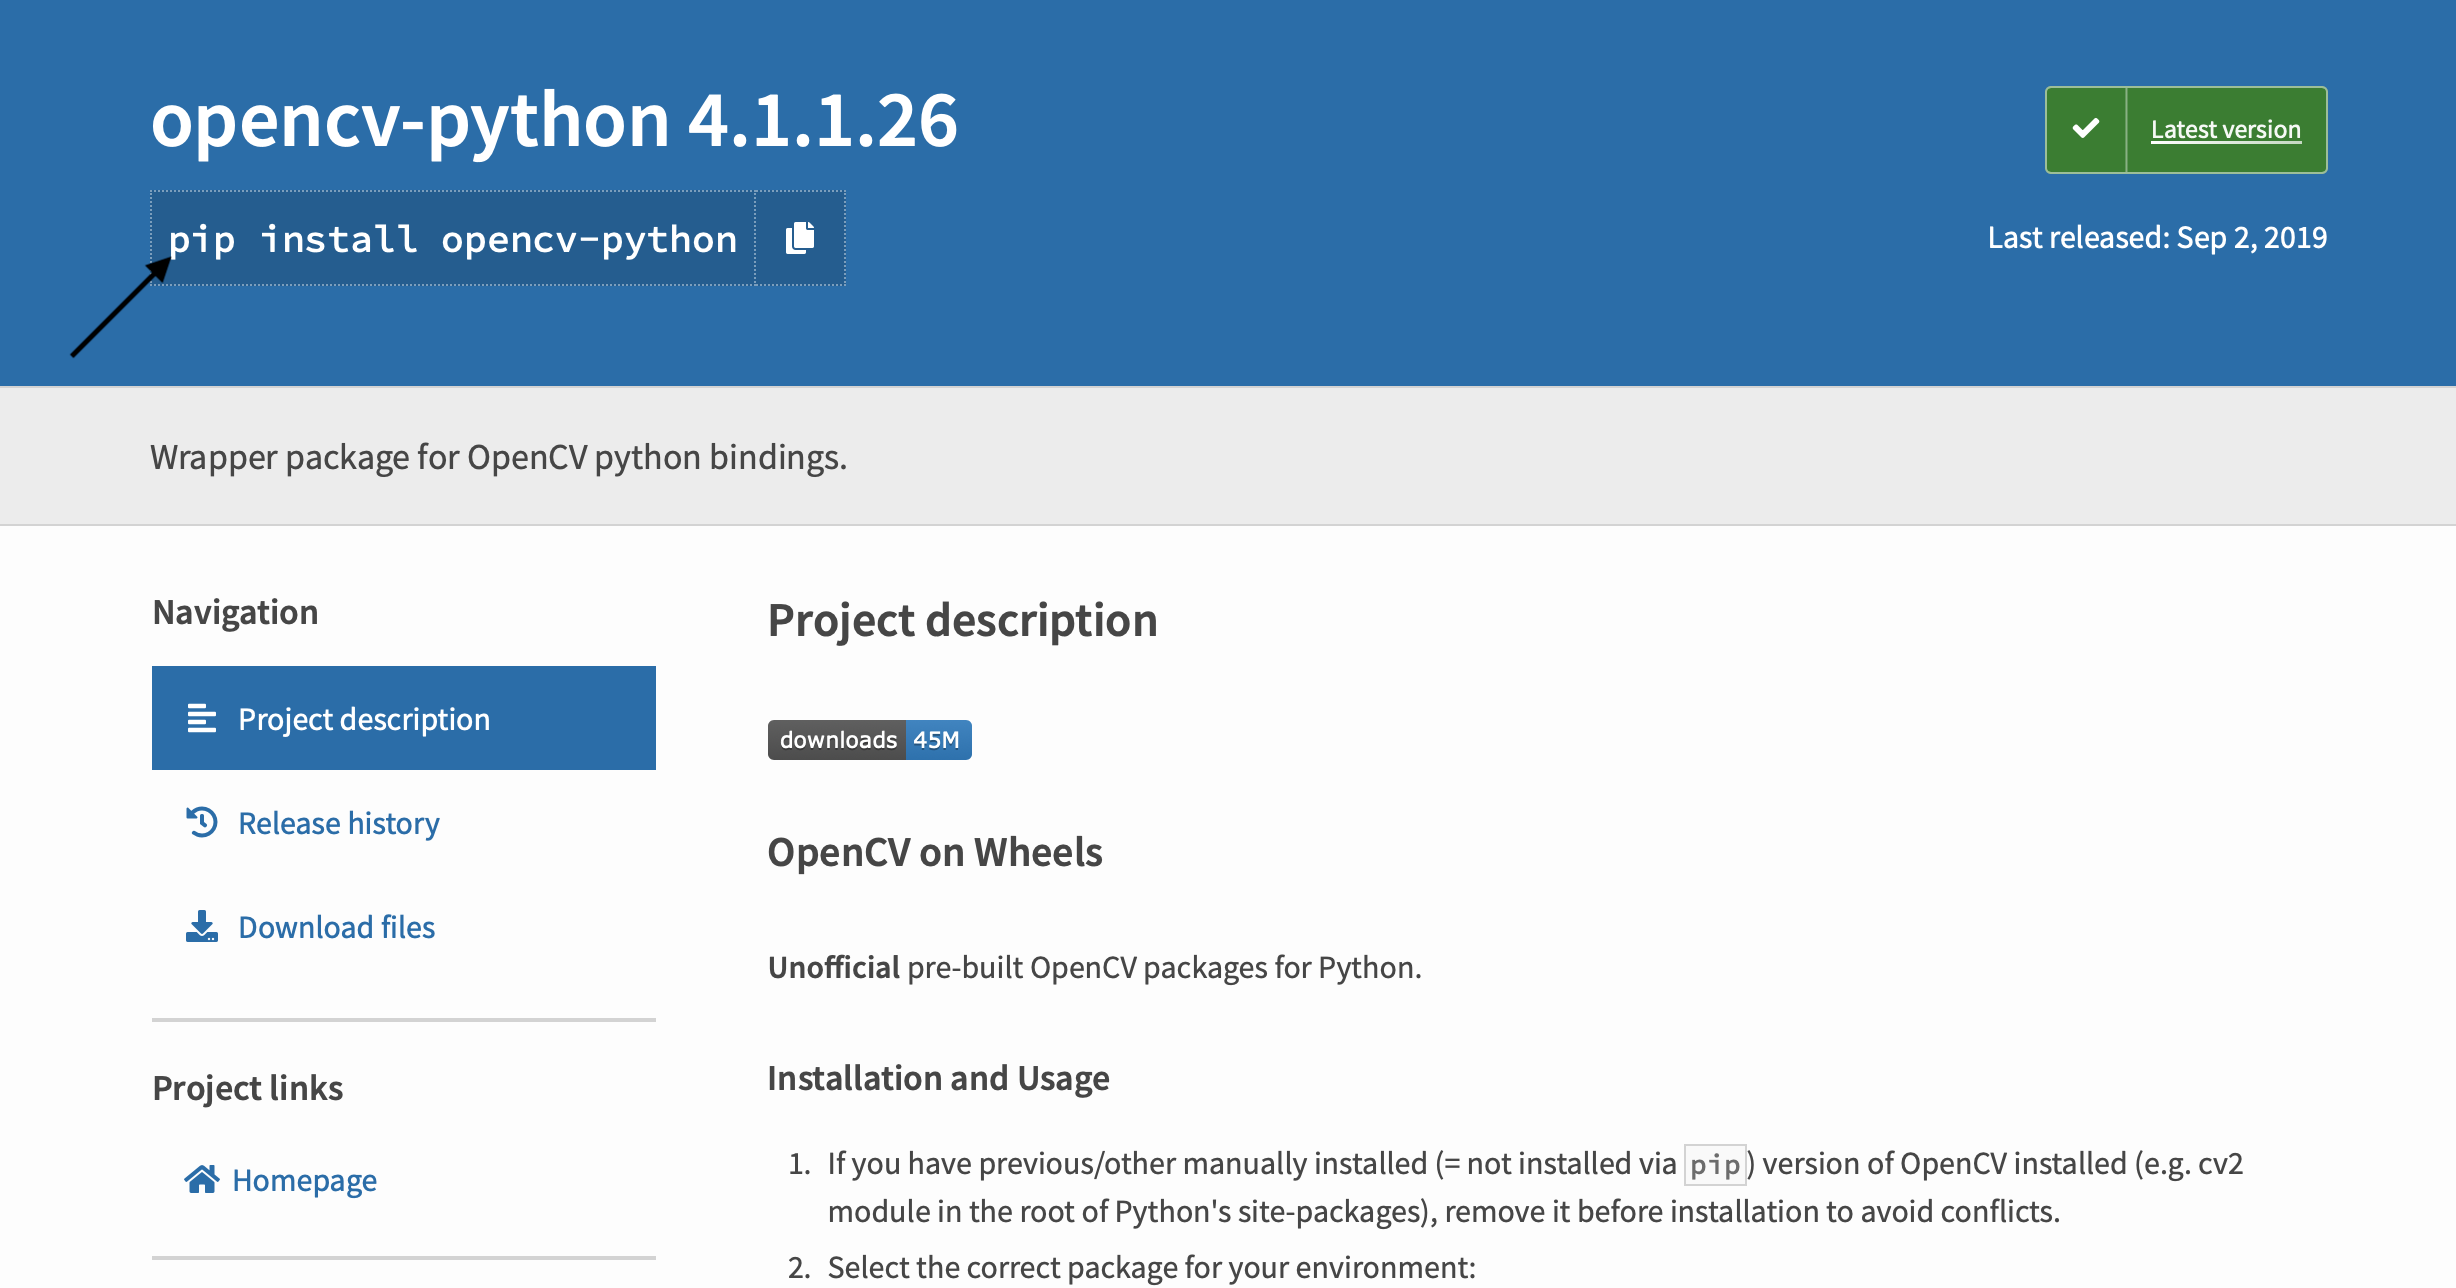 opencv-python 4.1.1.26
Latest version
pip install opencv-python
Last released: Sep 2, 2019
Wrapper package for OpenCV python bindings.
Navigation
Project description
Release history
Download files
Project links
Homepage
Project description
downloads 45M
OpenCV on Wheels
Unofficial pre-built OpenCV packages for Python.
Installation and Usage
1. If you have previous/other manually installed (= not installed via pip) version of OpenCV installed (e.g. cv2
module in the root of Python's site-packages), remove it before installation to avoid conflicts.
2. Select the correct package for your environment: